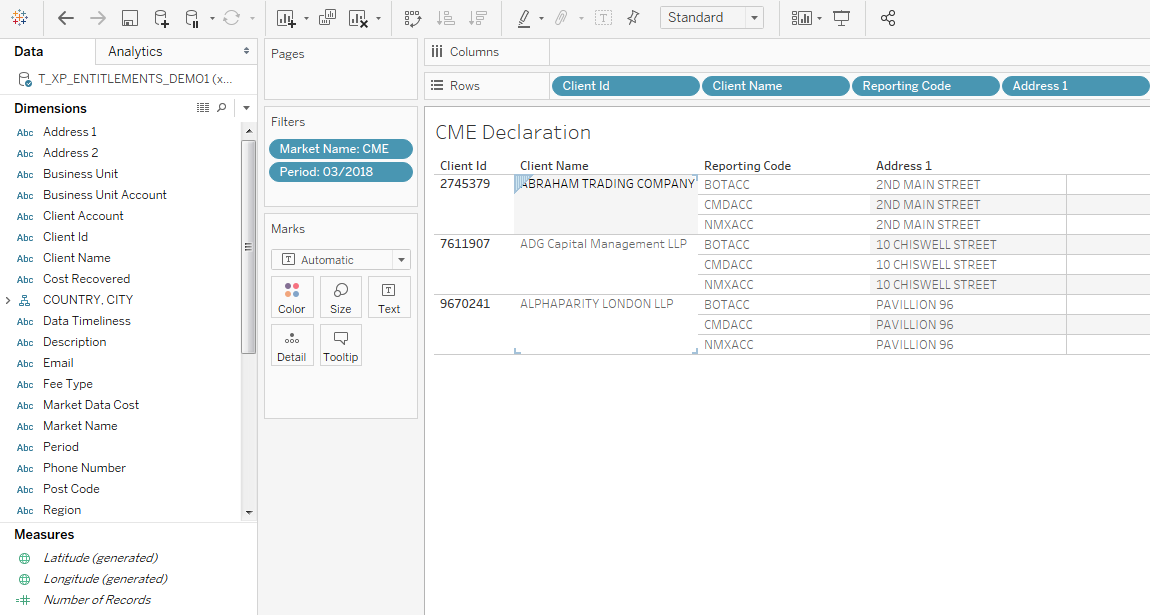 Standard
Data
Analytics
T_XP_ENTITLEMENTS_DEMO1 (x...
Dimensions
Abc Address 1
Abc Address 2
Abc Business Unit
Abc Business Unit Account
Abc Client Account
Abc Client Id
Abc Client Name
Abc Cost Recovered
COUNTRY, CITY
Abc Data Timeliness
Abc Description
Abc Email
Abc Fee Type
Abc Market Data Cost
Abc Market Name
Abc Period
Abc Phone Number
Abc Post Code
Abc Region
Measures
Latitude (generated)
Longitude (generated)
Number of Records
Pages
Filters
Market Name: CME
Period: 03/2018
Marks
T Automatic
Color Size Text
Detail Tooltip
Columns
Rows Client Id Client Name Reporting Code Address 1
CME Declaration
Client Id Client Name Reporting Code Address 1
2745379 ABRAHAM TRADING COMPANY BOTACC 2ND MAIN STREET
CMDACC 2ND MAIN STREET
NMXACC 2ND MAIN STREET
7611907 ADG Capital Management LLP BOTACC 10 CHISWELL STREET
CMDACC 10 CHISWELL STREET
NMXACC 10 CHISWELL STREET
9670241 ALPHAPARITY LONDON LLP BOTACC PAVILLION 96
CMDACC PAVILLION 96
NMXACC PAVILLION 96